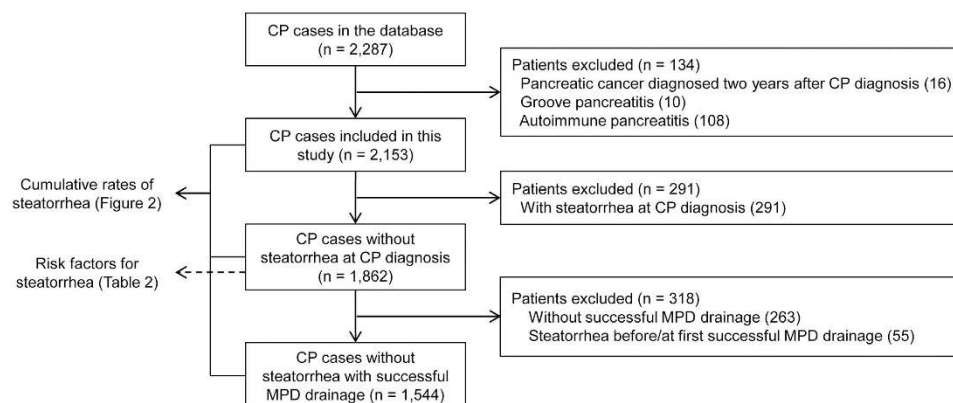 CP cases in the database
(n = 2,287)
Patients excluded (n = 134)
Pancreatic cancer diagnosed two years after CP diagnosis (16)
Groove pancreatitis (10)
Autoimmune pancreatitis (108)
CP cases included in this
study (n = 2,153)
Cumulative rates of
steatorrhea (Figure 2)
Patients excluded (n = 291)
With steatorrhea at CP diagnosis (291)
CP cases without
steatorrhea at CP diagnosis
(n = 1,862)
Risk factors for
steatorrhea (Table 2)
Patients excluded (n = 318)
Without successful MPD drainage (263)
Steatorrhea before/at first successful MPD drainage (55)
CP cases without
steatorrhea with successful
MPD drainage (n = 1,544)